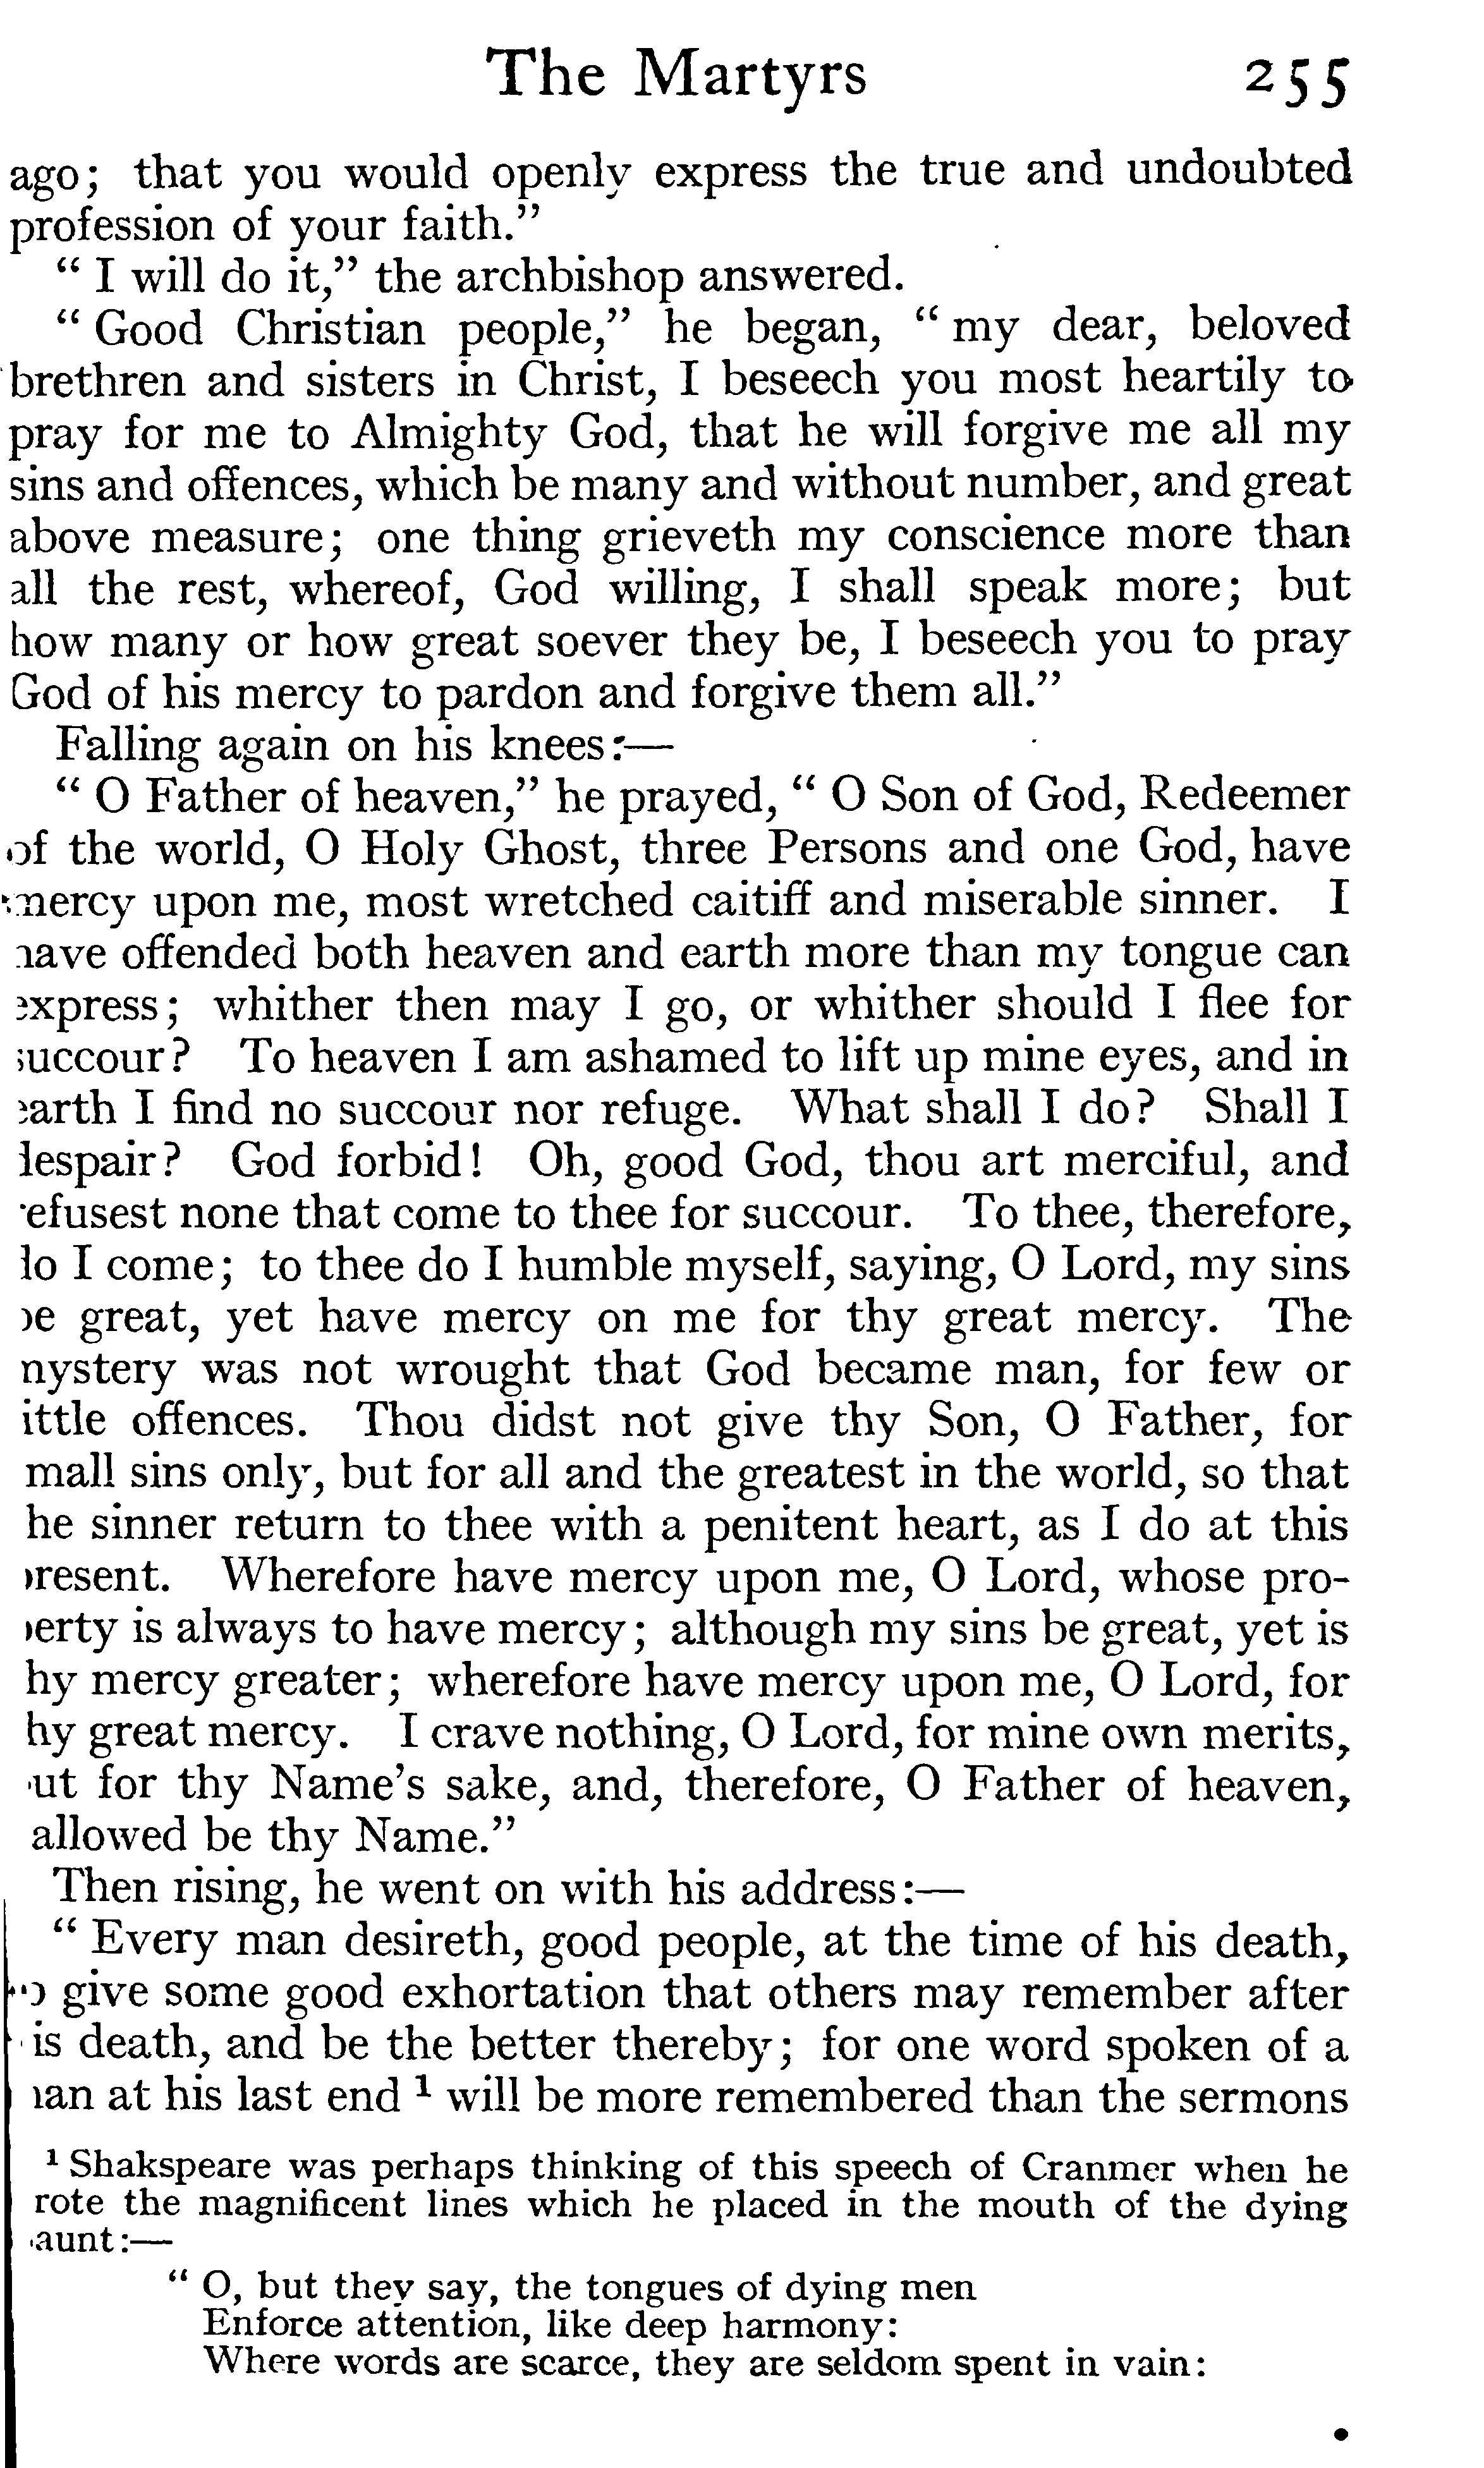 The Martyrs 255
ago; that you would openly express the true and undoubted
profession of your faith.”
“ I will do it,” the archbishop answered.
“ Good Christian people,” he began, “ my dear, beloved
brethren and sisters in Christ, I beseech you most heartily to
pray for me to Almighty God, that he will forgive me all my
sins and offences, which be many and without number, and great
above measure; one thing grieveth my conscience more than
all the rest, whereof, God willing, I shall speak more; but
how many or how great soever they be, I beseech you to pray
God of his mercy to pardon and forgive them all.”
Falling again on his knees:—
“ O Father of heaven,” he prayed, “ O Son of God, Redeemer
of the world, O Holy Ghost, three Persons and one God, have
mercy upon me, most wretched caitiff and miserable sinner. I
have offended both heaven and earth more than my tongue can
express; whither then may I go, or whither should I flee for
succour? To heaven I am ashamed to lift up mine eyes, and in
earth I find no succour nor refuge. What shall I do? Shall I
despair? God forbid! Oh, good God, thou art merciful, and
refusest none that come to thee for succour. To thee, therefore,
do I come; to thee do I humble myself, saying, O Lord, my sins
be great, yet have mercy on me for thy great mercy. The
nystery was not wrought that God became man, for few or
ittle offences. Thou didst not give thy Son, O Father, for
mall sins only, but for all and the greatest in the world, so that
he sinner return to thee with a penitent heart, as I do at this
resent. Wherefore have mercy upon me, O Lord, whose pro-
erty is always to have mercy; although my sins be great, yet is
hy mercy greater; wherefore have mercy upon me, O Lord, for
hy great mercy. I crave nothing, O Lord, for mine own merits,
ut for thy Name’s sake, and, therefore, O Father of heaven,
allowed be thy Name.”
Then rising, he went on with his address:—
“ Every man desireth, good people, at the time of his death,
o give some good exhortation that others may remember after
is death, and be the better thereby; for one word spoken of a
an at his last end ¹ will be more remembered than the sermons
¹ Shakspeare was perhaps thinking of this speech of Cranmer when he
rote the magnificent lines which he placed in the mouth of the dying
aunt:—
“ O, but they say, the tongues of dying men
Enforce attention, like deep harmony:
Where words are scarce, they are seldom spent in vain: